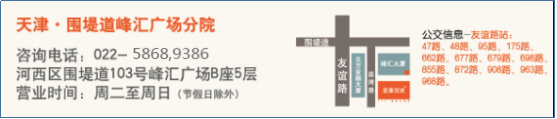 天津·围堤道峰汇广场分院
咨询电话：022-5868,9386
河西区围堤道103号峰汇广场B座5层
营业时间：周二至周日（节假日除外）
围堤道
友谊路
峰汇大厦
公交信息-友谊路站：
47路、48路、95路、175路、
662路、677路、679路、698路、
855路、872路、908路、963路、
968路。